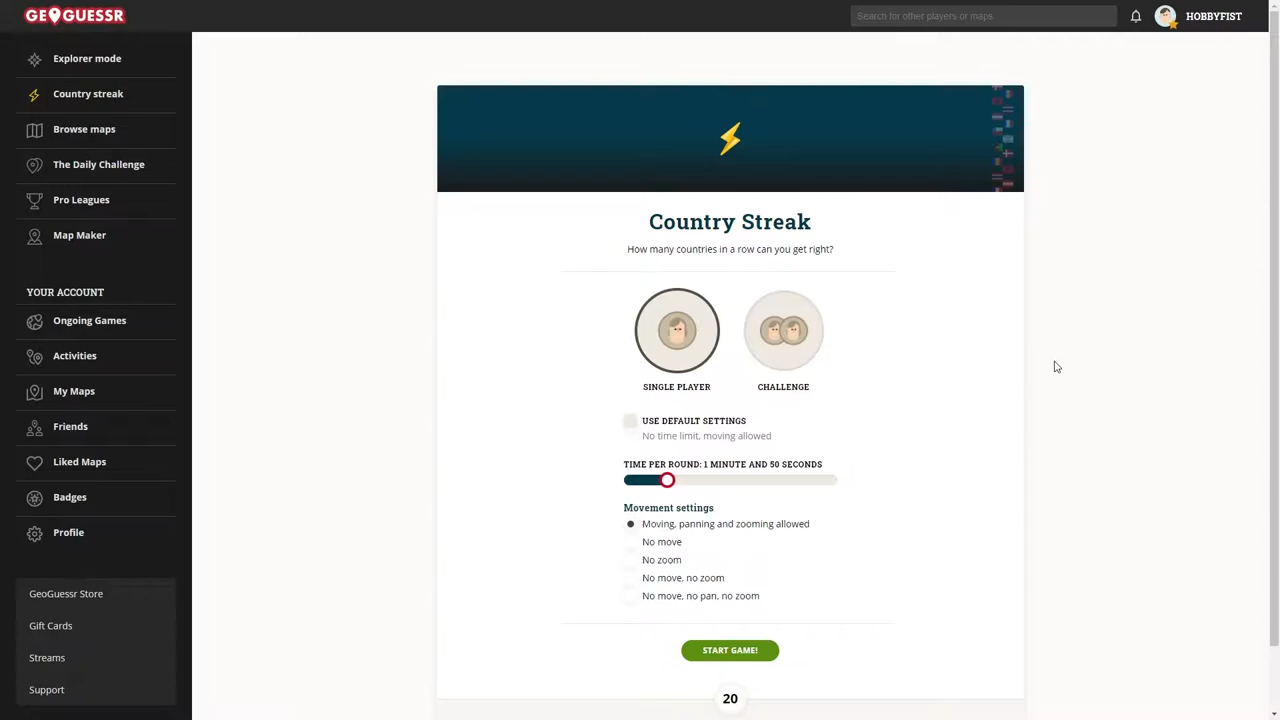 GEOGUESSR
Search for other players or maps
HOBBYFIST
Explorer mode
Country streak
Browse maps
The Daily Challenge
Pro Leagues
Map Maker
YOUR ACCOUNT
Ongoing Games
Activities
My Maps
Friends
Liked Maps
Badges
Profile
GeoGuessr Store
Gift Cards
Streams
Support
Country Streak
How many countries in a row can you get right?
SINGLE PLAYER
CHALLENGE
USE DEFAULT SETTINGS
No time limit, moving allowed
TIME PER ROUND: 1 MINUTE AND 50 SECONDS
Movement settings
Moving, panning and zooming allowed
No move
No zoom
No move, no zoom
No move, no pan, no zoom
START GAME!
20